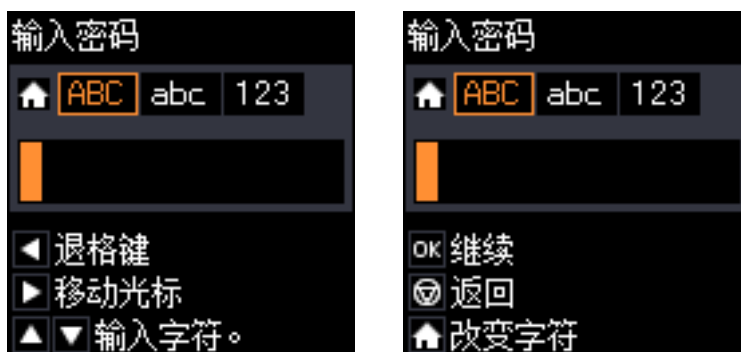 输入密码
ABC abc 123
退格键
移动光标
输入字符。
输入密码
ABC abc 123
OK 继续
返回
改变字符